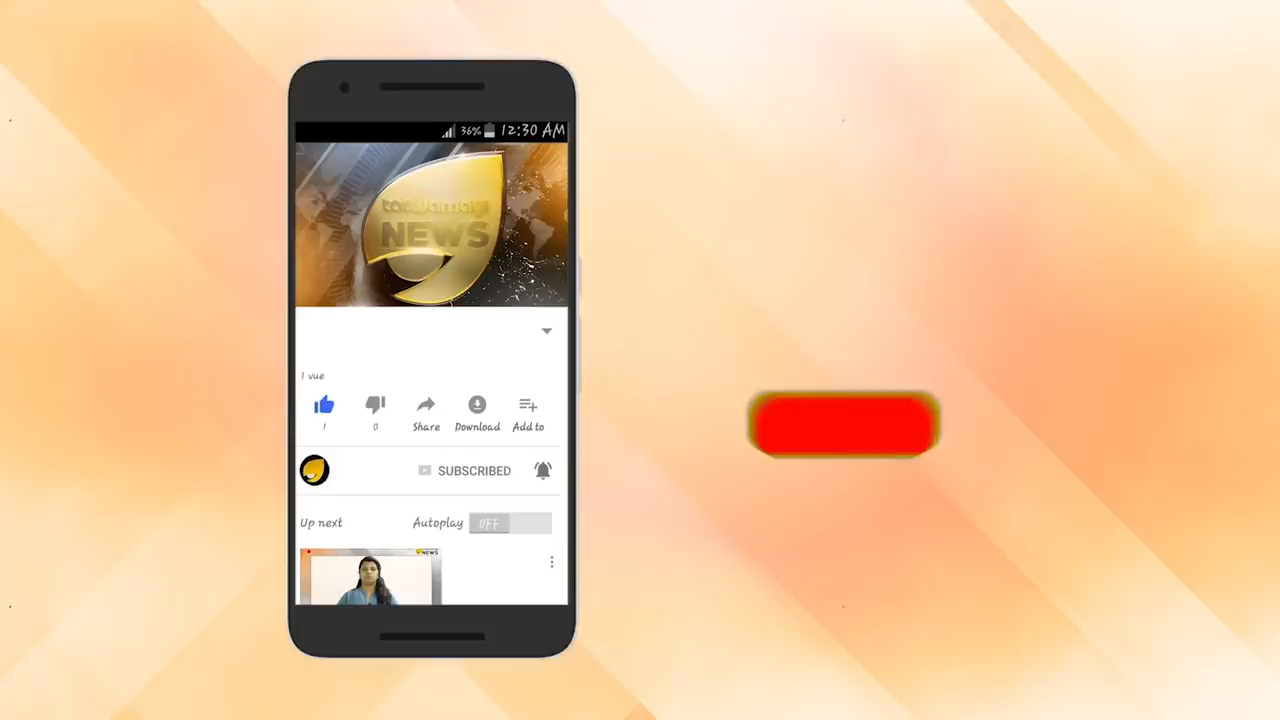 36% 12:30 AM
tatwamayi
NEWS
1 vue
1 0 Share Download Add to
SUBSCRIBED
Up next Autoplay OFF
NEWS